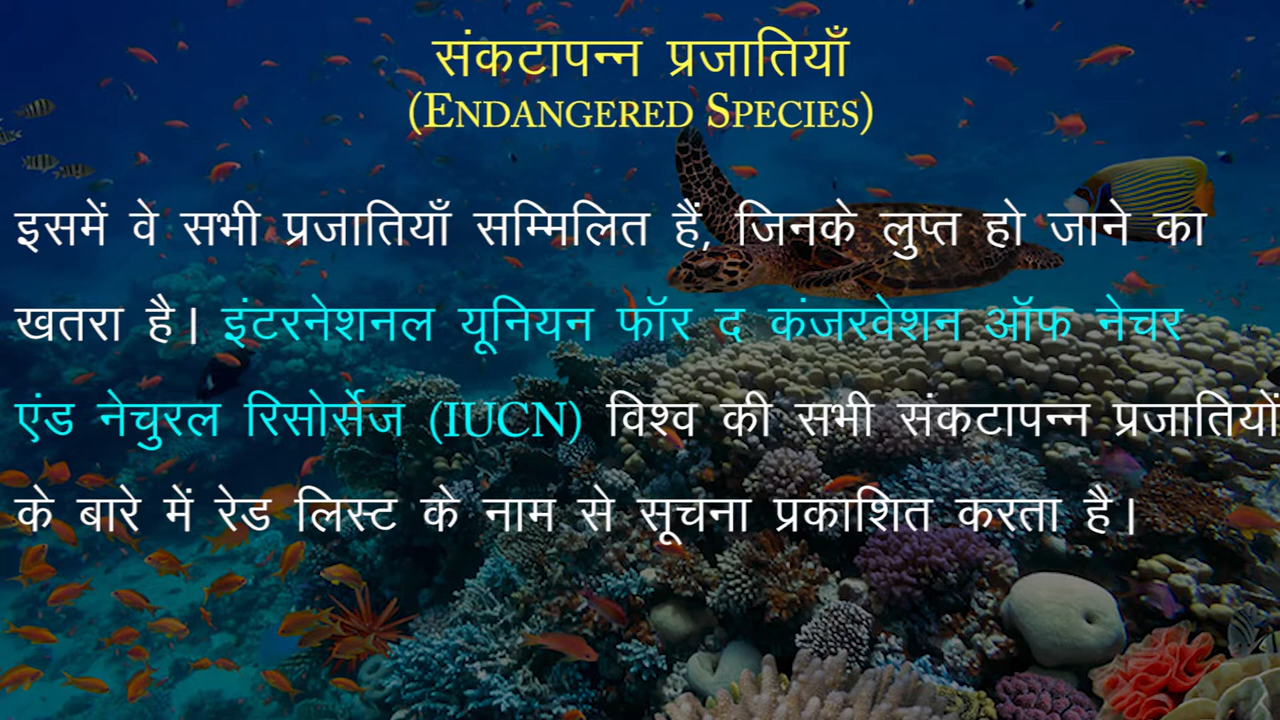 संकटापन्न प्रजातियाँ
(ENDANGERED SPECIES)
इसमें वे सभी प्रजातियाँ सम्मिलित हैं, जिनके लुप्त हो जाने का
खतरा है। इंटरनेशनल यूनियन फॉर द कंजरवेशन ऑफ नेचर
एंड नेचुरल रिसोर्सेज (IUCN) विश्व की सभी संकटापन्न प्रजातियों
के बारे में रेड लिस्ट के नाम से सूचना प्रकाशित करता है।